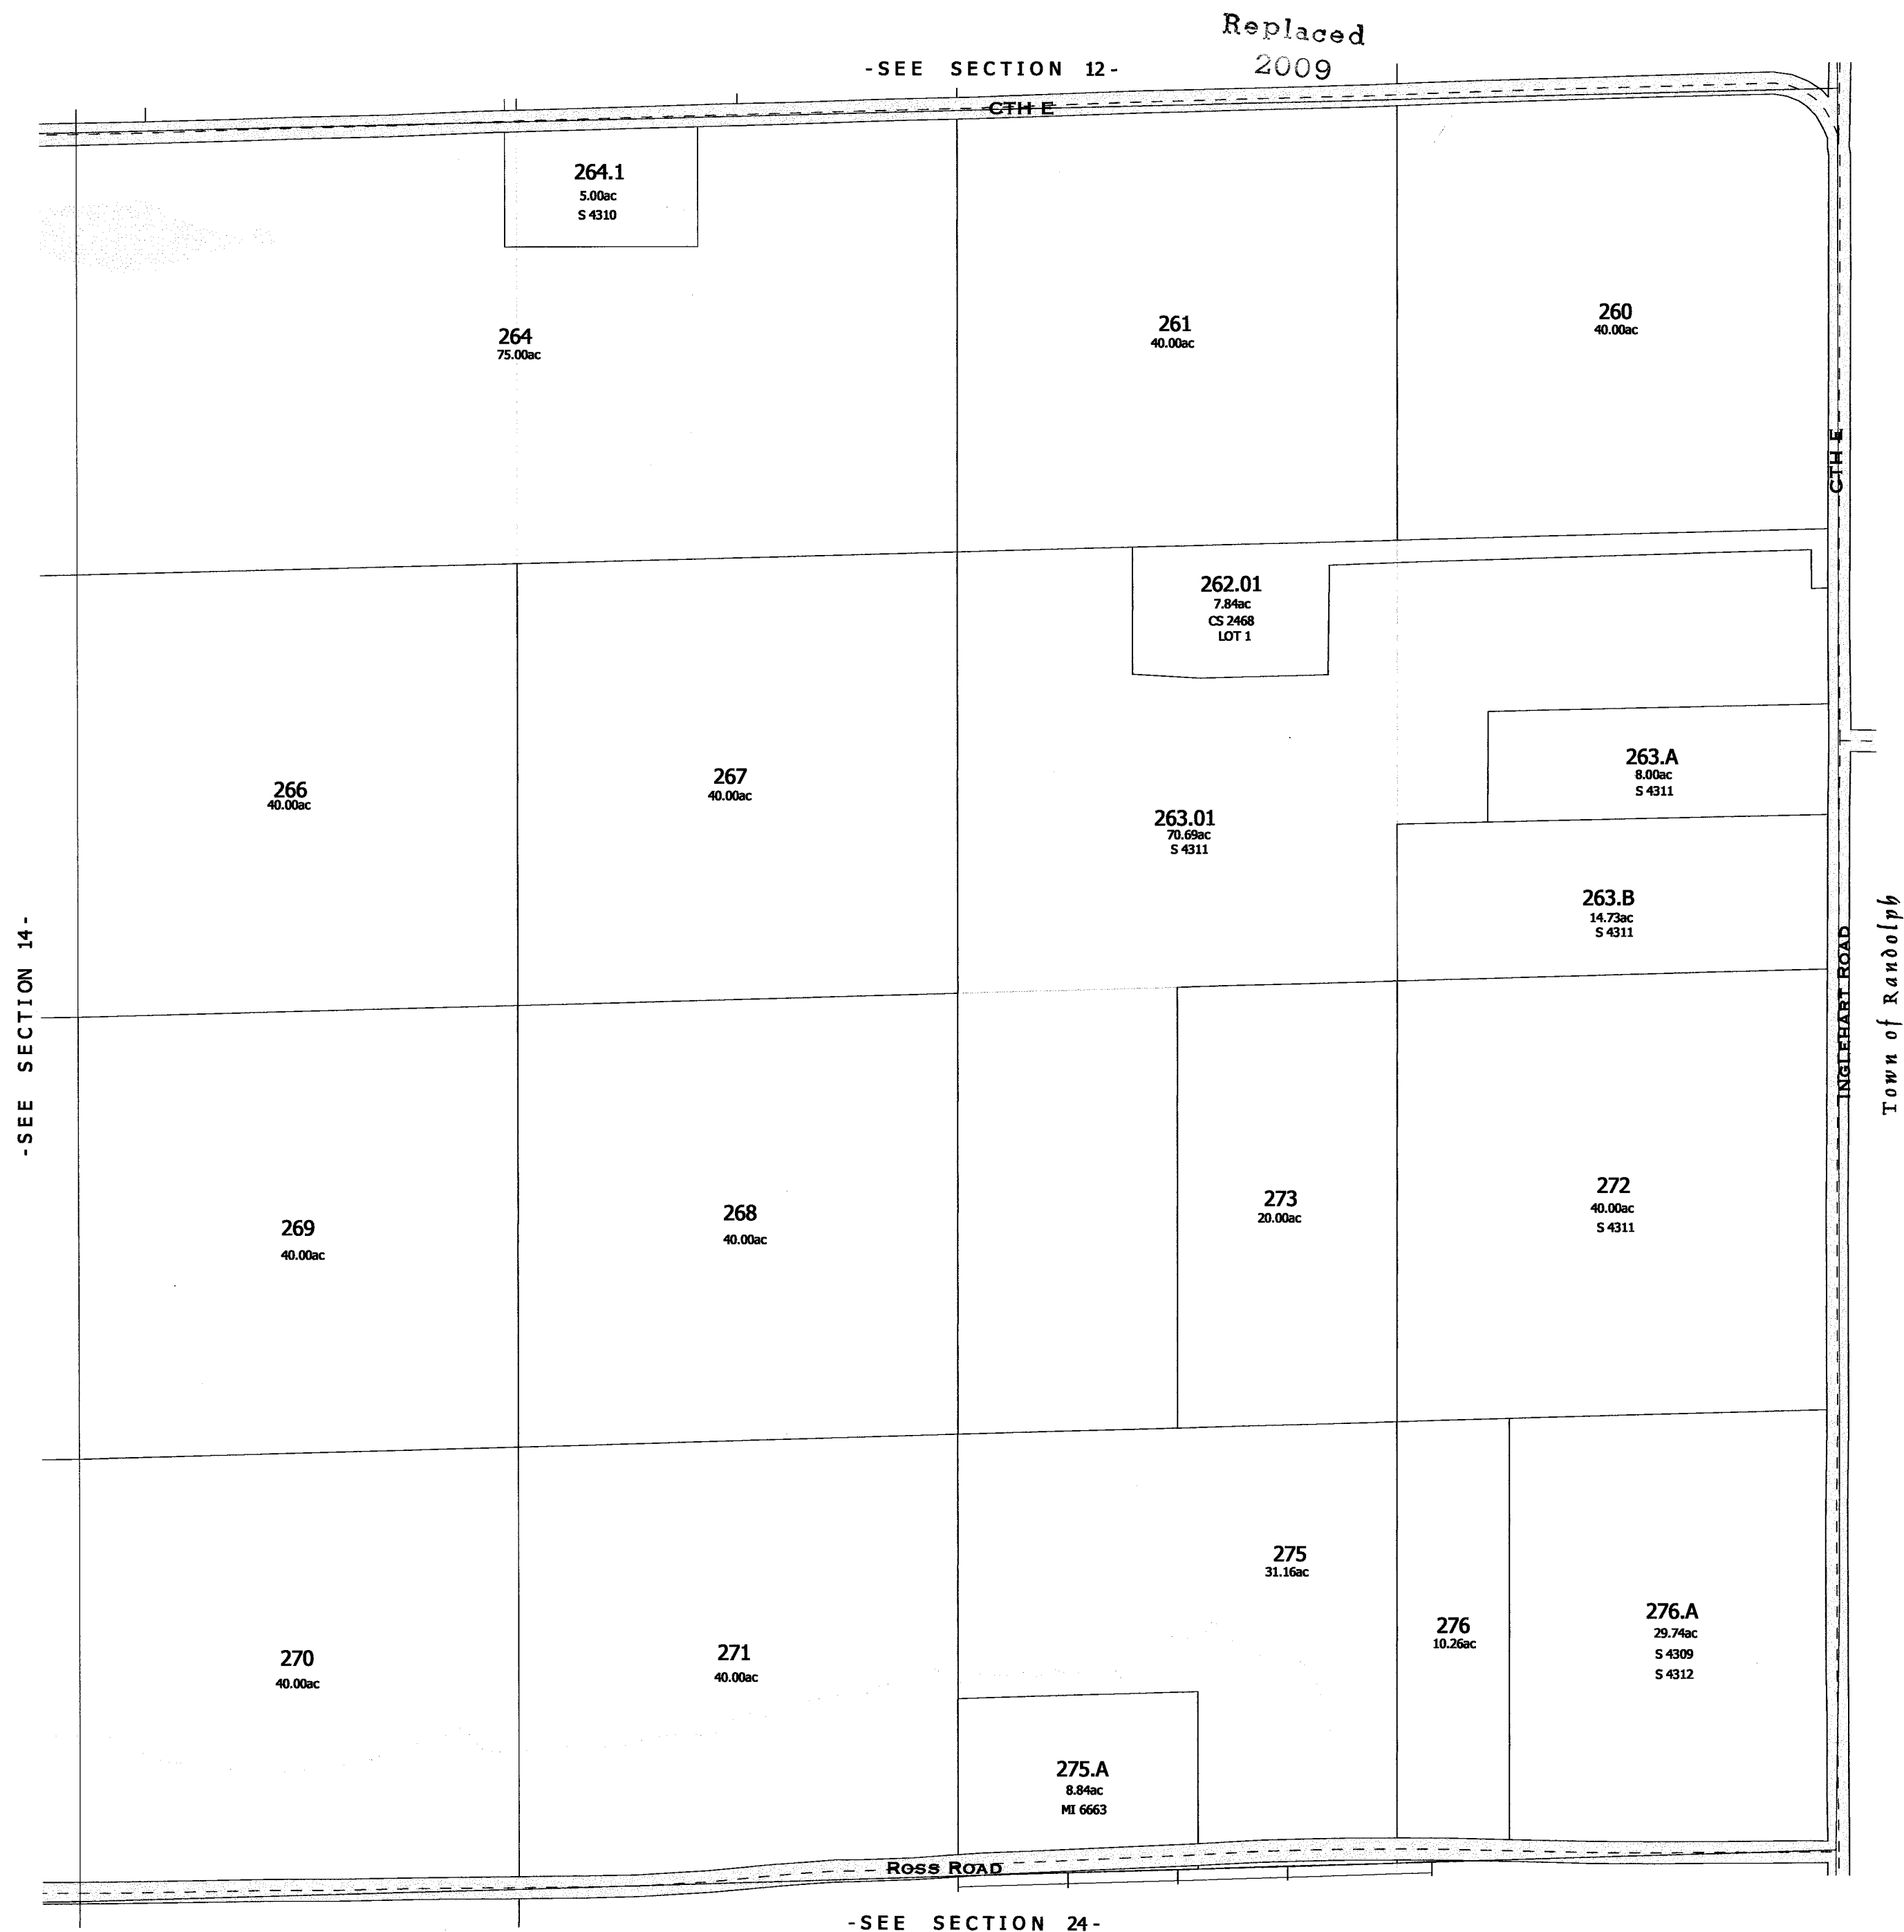 Replaced
2009
-SEE SECTION 12-
CTH E
264.1
5.00ac
S 4310
264
75.00ac
261
40.00ac
260
40.00ac
CTH E
262.01
7.84ac
CS 2468
LOT 1
266
40.00ac
267
40.00ac
263.01
70.69ac
S 4311
263.A
8.00ac
S 4311
263.B
14.73ac
S 4311
-SEE SECTION 14-
INGLEHART ROAD
Town of Randolph
269
40.00ac
268
40.00ac
273
20.00ac
272
40.00ac
S 4311
270
40.00ac
271
40.00ac
275
31.16ac
276
10.26ac
276.A
29.74ac
S 4309
S 4312
275.A
8.84ac
MI 6663
ROSS ROAD
-SEE SECTION 24-